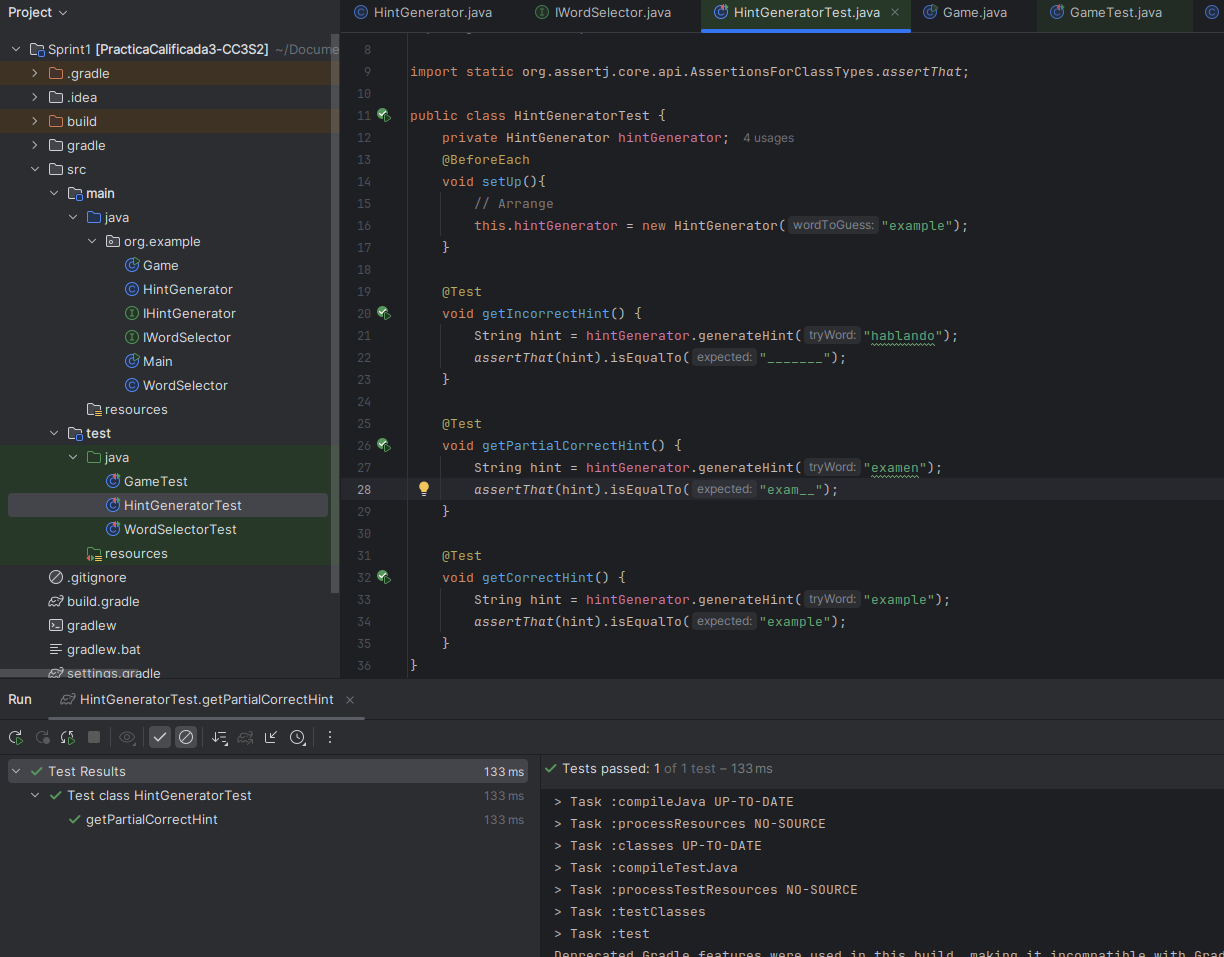 Project
HintGenerator.java
IWordSelector.java
HintGeneratorTest.java
Game.java
GameTest.java
Sprint1 [PracticaCalificada3-CC3S2] ~/Docume
.gradle
.idea
build
gradle
src
main
java
org.example
Game
HintGenerator
IHintGenerator
IWordSelector
Main
WordSelector
resources
test
java
GameTest
HintGeneratorTest
WordSelectorTest
resources
.gitignore
build.gradle
gradlew
gradlew.bat
settings.gradle
8
9 import static org.assertj.core.api.AssertionsForClassTypes.assertThat;
10
11 public class HintGeneratorTest {
12 private HintGenerator hintGenerator; 4 usages
13 @BeforeEach
14 void setUp(){
15 // Arrange
16 this.hintGenerator = new HintGenerator( wordToGuess: "example");
17 }
18
19 @Test
20 void getIncorrectHint() {
21 String hint = hintGenerator.generateHint( tryWord: "hablando");
22 assertThat(hint).isEqualTo( expected: "_______");
23 }
24
25 @Test
26 void getPartialCorrectHint() {
27 String hint = hintGenerator.generateHint( tryWord: "examen");
28 assertThat(hint).isEqualTo( expected: "exam__");
29 }
30
31 @Test
32 void getCorrectHint() {
33 String hint = hintGenerator.generateHint( tryWord: "example");
34 assertThat(hint).isEqualTo( expected: "example");
35 }
36 }
Run
HintGeneratorTest.getPartialCorrectHint
Test Results 133 ms
Test class HintGeneratorTest 133 ms
getPartialCorrectHint 133 ms
Tests passed: 1 of 1 test – 133 ms
> Task :compileJava UP-TO-DATE
> Task :processResources NO-SOURCE
> Task :classes UP-TO-DATE
> Task :compileTestJava
> Task :processTestResources NO-SOURCE
> Task :testClasses
> Task :test
Deprecated Gradle features were used in this build, making it incompatible with Grad